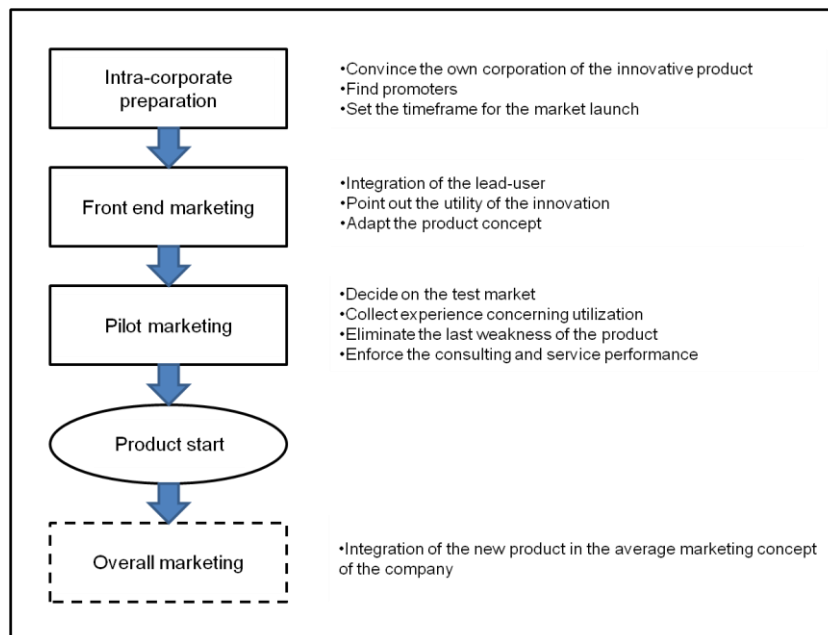 Intra-corporate
preparation
•Convince the own corporation of the innovative product
•Find promoters
•Set the timeframe for the market launch
Front end marketing
•Integration of the lead-user
•Point out the utility of the innovation
•Adapt the product concept
Pilot marketing
•Decide on the test market
•Collect experience concerning utilization
•Eliminate the last weakness of the product
•Enforce the consulting and service performance
Product start
Overall marketing
•Integration of the new product in the average marketing concept
of the company